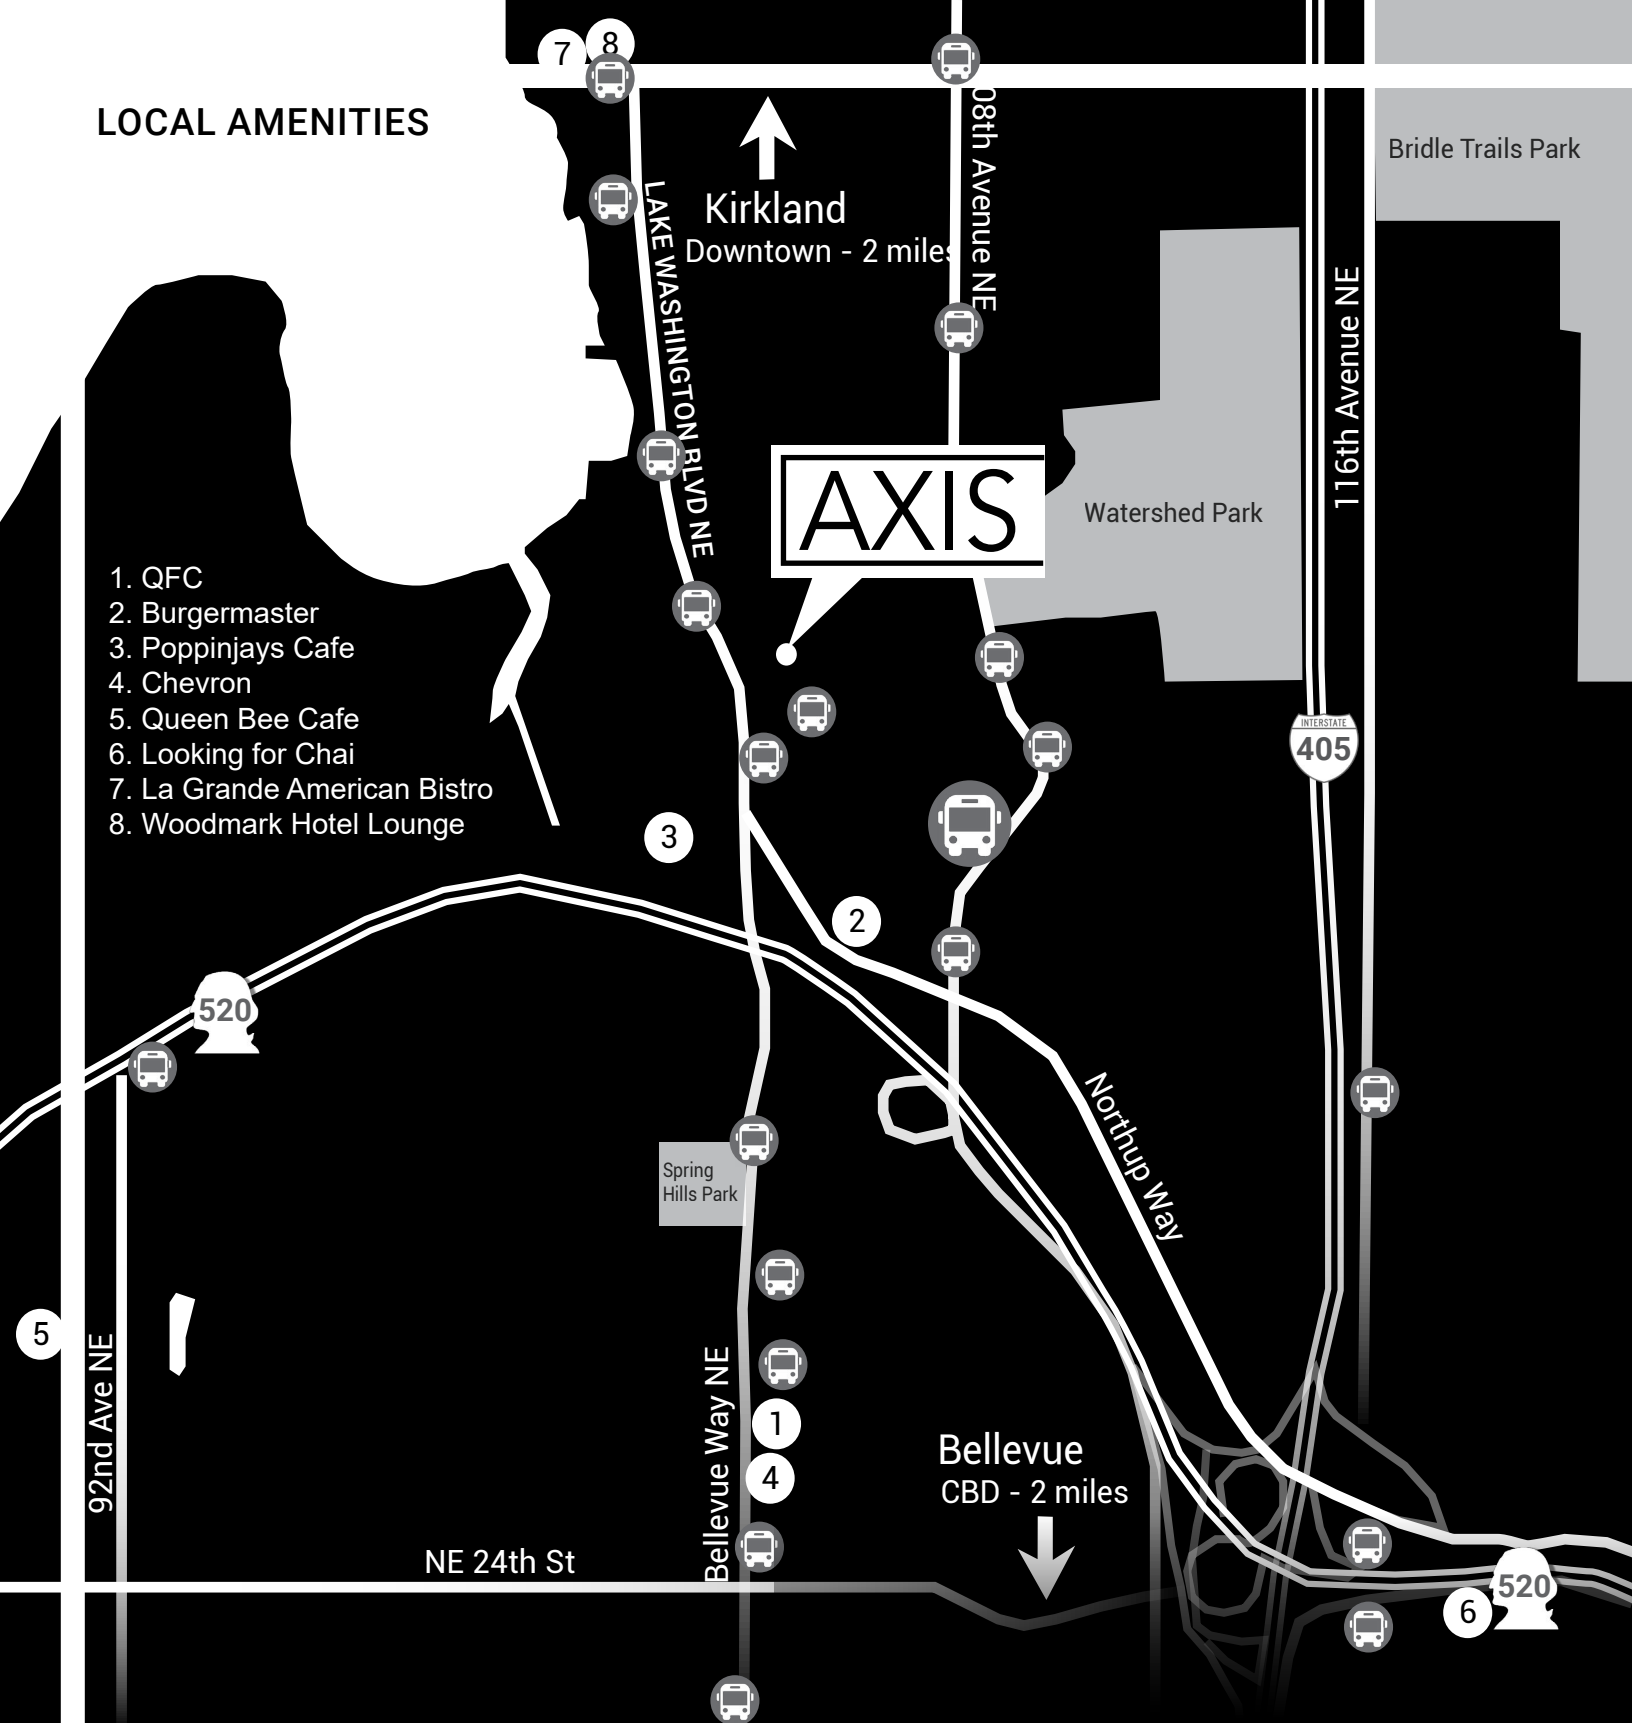 7
8
LOCAL AMENITIES
08th Avenue NE
Bridle Trails Park
LAKE WASHINGTON BLVD NE
Kirkland
Downtown - 2 miles
116th Avenue NE
AXIS
Watershed Park
1. QFC
2. Burgermaster
3. Poppinjays Cafe
4. Chevron
5. Queen Bee Cafe
6. Looking for Chai
7. La Grande American Bistro
8. Woodmark Hotel Lounge
INTERSTATE
405
3
2
520
Northup Way
Spring
Hills Park
5
92nd Ave NE
Bellevue Way NE
1
4
Bellevue
CBD - 2 miles
NE 24th St
520
6